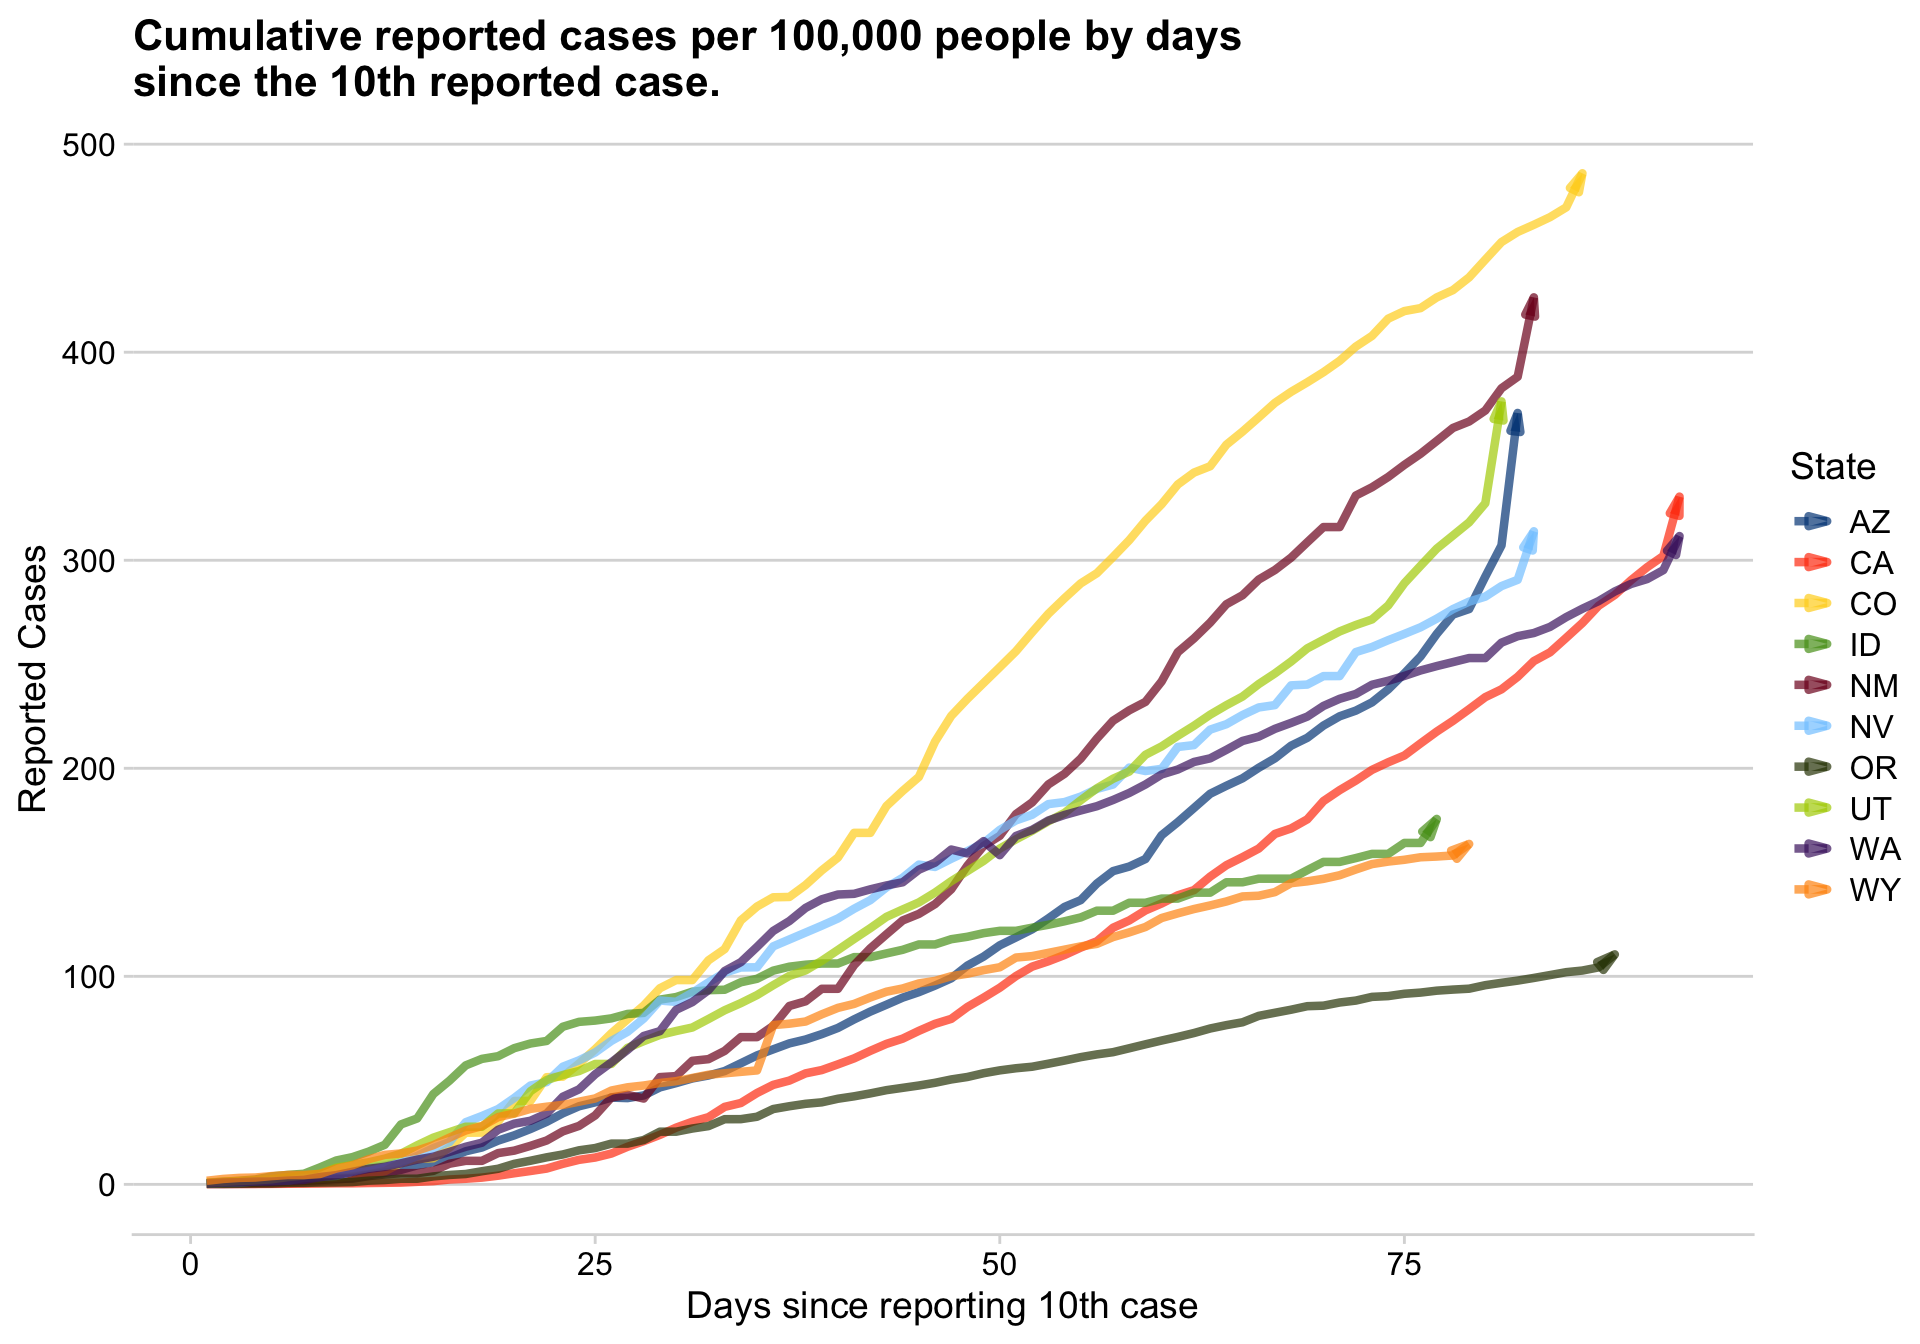 Cumulative reported cases per 100,000 people by days
since the 10th reported case.
500
400
300
200
100
0
Reported Cases
0
25
50
75
Days since reporting 10th case
State
AZ
CA
CO
ID
NM
NV
OR
UT
WA
WY